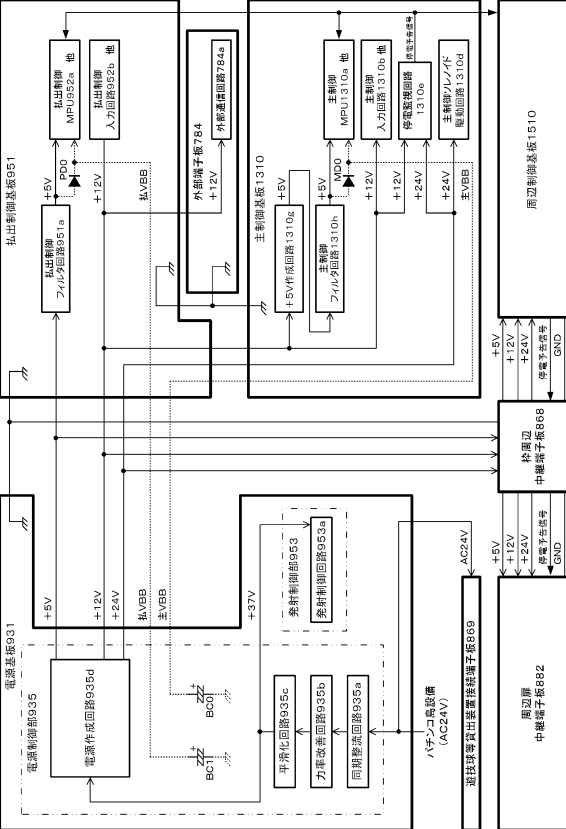 払出制御基板951
払出制御
MPU952a 他
払出制御
入力回路952b 他
+5V
PD0
+12V
払VBB
払出制御
フィルタ回路951a
外部端子板784
外部通信回路784a
+12V
主制御基板1310
主制御
MPU1310a 他
主制御
入力回路1310b 他
停電予告信号
停電監視回路
1310e
主制御ソレノイド
駆動回路1310d
+5V
+5V
MD0
+12V
+12V
+24V
+24V
主VBB
+5V作成回路1310g
主制御
フィルタ回路1310h
周辺制御基板1510
+5V
+12V
+24V
停電予告信号
GND
枠周辺
中継端子板868
+5V
+12V
+24V
停電予告信号
GND
周辺扉
中継端子板882
電源基板931
+5V
+12V
+24V
払VBB
主VBB
+37V
電源制御部935
電源作成回路935d
BC1
BC0
発射制御部953
発射制御回路953a
平滑化回路935c
力率改善回路935b
同期整流回路935a
パチンコ島設備
(AC24V)
AC24V
遊技球等貸出装置接続端子板869